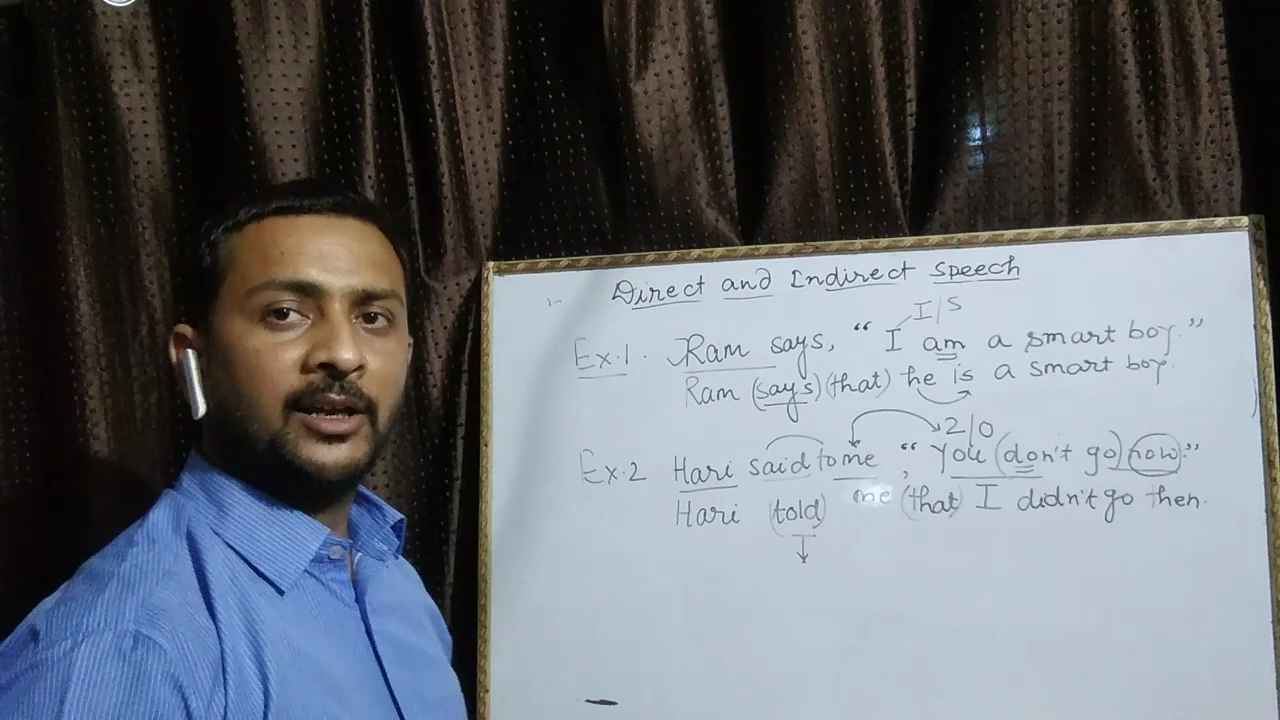 Direct and Indirect Speech
I/S
Ex.1. Ram says, “I am a smart boy.”
Ram (says) (that) he is a smart boy.
2/O
Ex.2 Hari said to me, “You (don't go) now.”
Hari (told) me (that) I didn't go then.